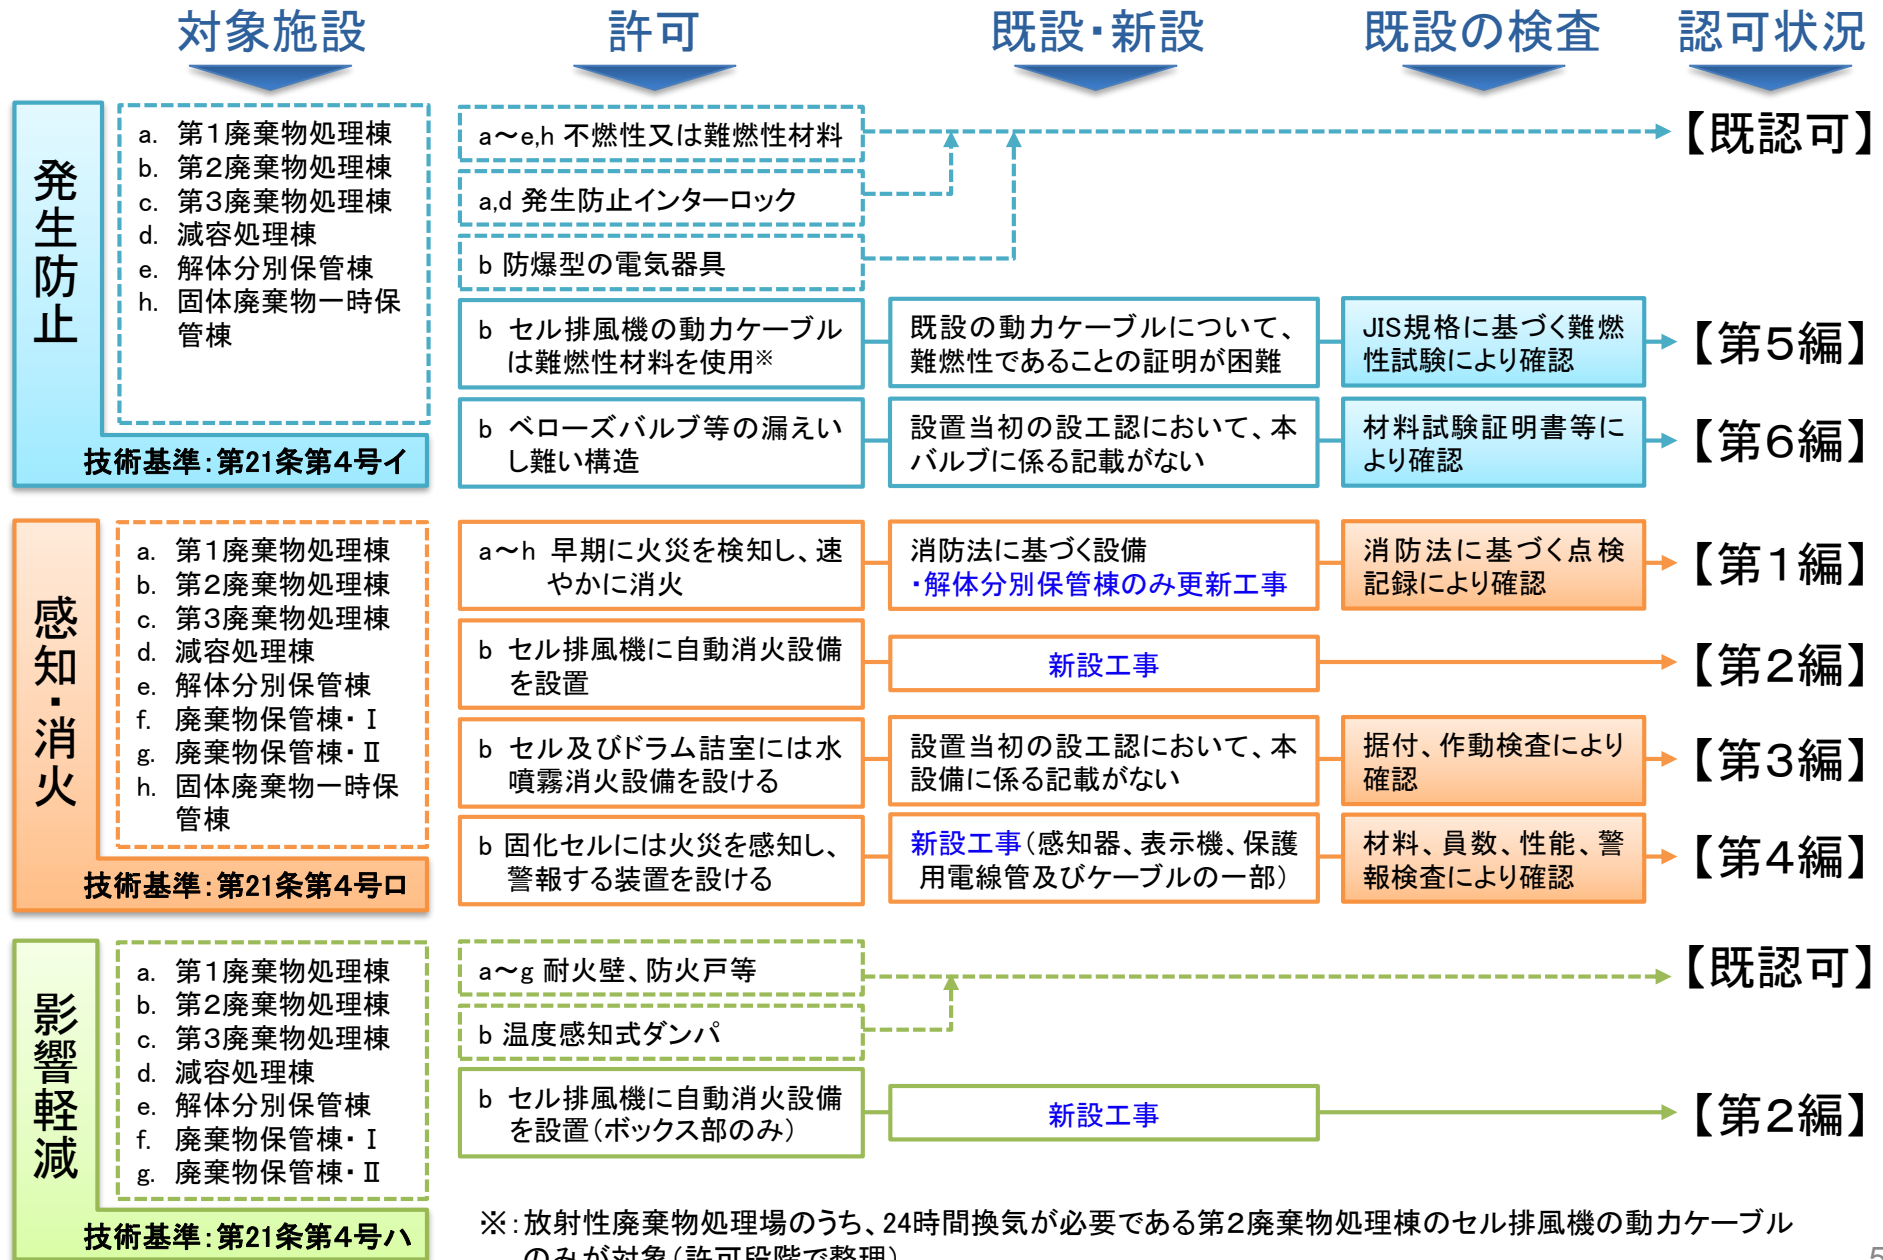 対象施設
許可
既設・新設
既設の検査
認可状況
発生防止
a. 第1廃棄物処理棟
b. 第2廃棄物処理棟
c. 第3廃棄物処理棟
d. 減容処理棟
e. 解体分別保管棟
h. 固体廃棄物一時保
管棟
技術基準：第21条第4号イ
a～e,h 不燃性又は難燃性材料
a,d 発生防止インターロック
b 防爆型の電気器具
【既認可】
b セル排風機の動力ケーブル
は難燃性材料を使用※
既設の動力ケーブルについて、
難燃性であることの証明が困難
JIS規格に基づく難燃
性試験により確認
【第5編】
b ベローズバルブ等の漏えい
し難い構造
設置当初の設工認において、本
バルブに係る記載がない
材料試験証明書等に
より確認
【第6編】
感知・消火
a. 第1廃棄物処理棟
b. 第2廃棄物処理棟
c. 第3廃棄物処理棟
d. 減容処理棟
e. 解体分別保管棟
f. 廃棄物保管棟・Ⅰ
g. 廃棄物保管棟・Ⅱ
h. 固体廃棄物一時保
管棟
技術基準：第21条第4号ロ
a～h 早期に火災を検知し、速
やかに消火
消防法に基づく設備
・解体分別保管棟のみ更新工事
消防法に基づく点検
記録により確認
【第1編】
b セル排風機に自動消火設備
を設置
新設工事
【第2編】
b セル及びドラム詰室には水
噴霧消火設備を設ける
設置当初の設工認において、本
設備に係る記載がない
据付、作動検査により
確認
【第3編】
b 固化セルには火災を感知し、
警報する装置を設ける
新設工事（感知器、表示機、保護
用電線管及びケーブルの一部）
材料、員数、性能、警
報検査により確認
【第4編】
影響軽減
a. 第1廃棄物処理棟
b. 第2廃棄物処理棟
c. 第3廃棄物処理棟
d. 減容処理棟
e. 解体分別保管棟
f. 廃棄物保管棟・Ⅰ
g. 廃棄物保管棟・Ⅱ
技術基準：第21条第4号ハ
a～g 耐火壁、防火戸等
b 温度感知式ダンパ
【既認可】
b セル排風機に自動消火設備
を設置（ボックス部のみ）
新設工事
【第2編】
※：放射性廃棄物処理場のうち、24時間換気が必要である第2廃棄物処理棟のセル排風機の動力ケーブル
のみが対象（許可段階で整理）
5